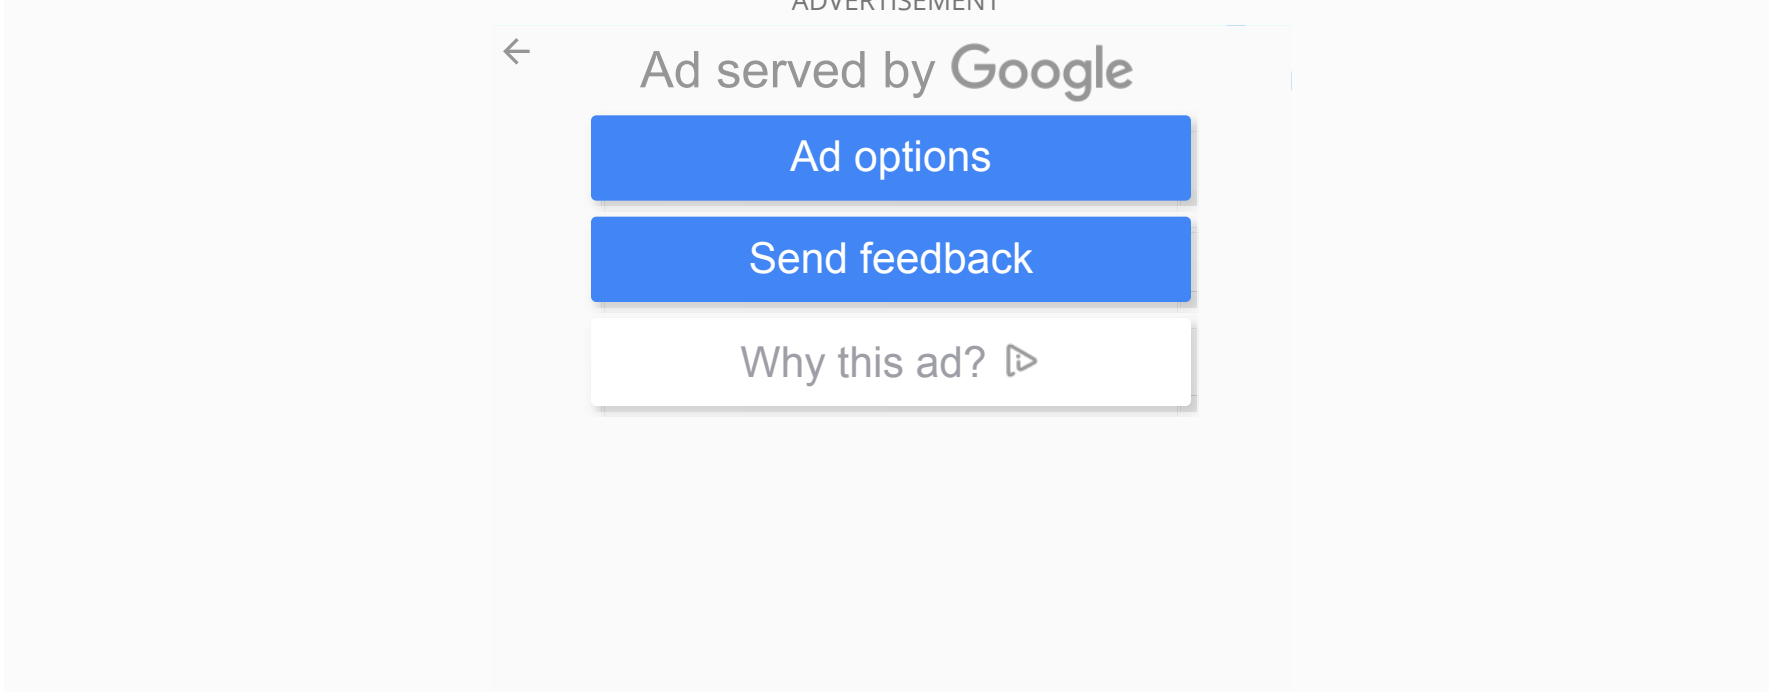 ADVERTISEMENT
Ad served by Google
Ad options
Send feedback
Why this ad?